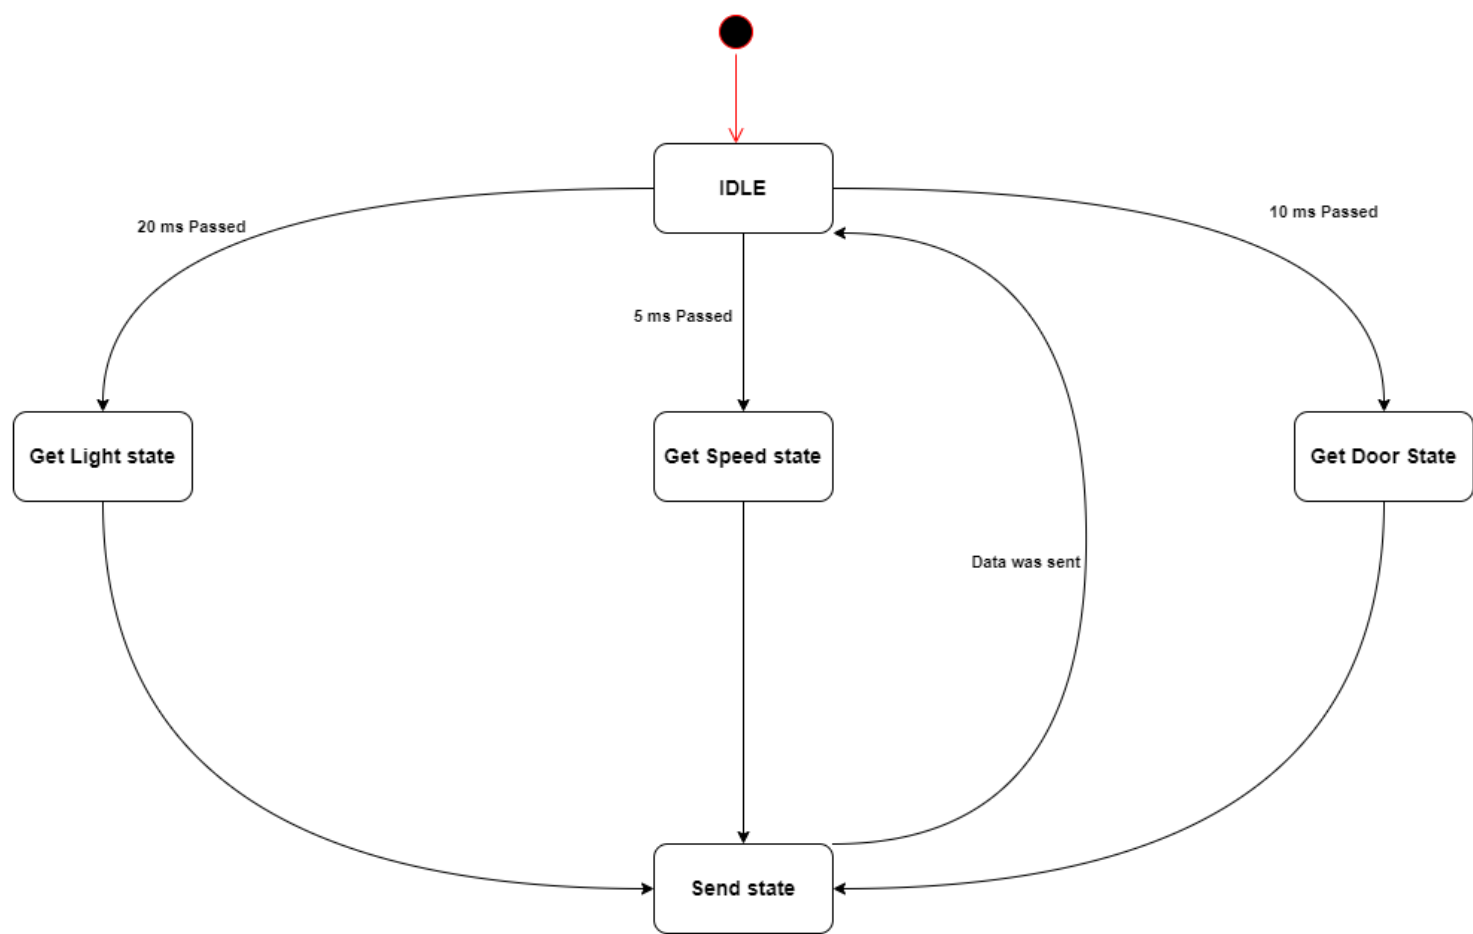 IDLE
20 ms Passed
10 ms Passed
5 ms Passed
Get Light state
Get Speed state
Get Door State
Data was sent
Send state